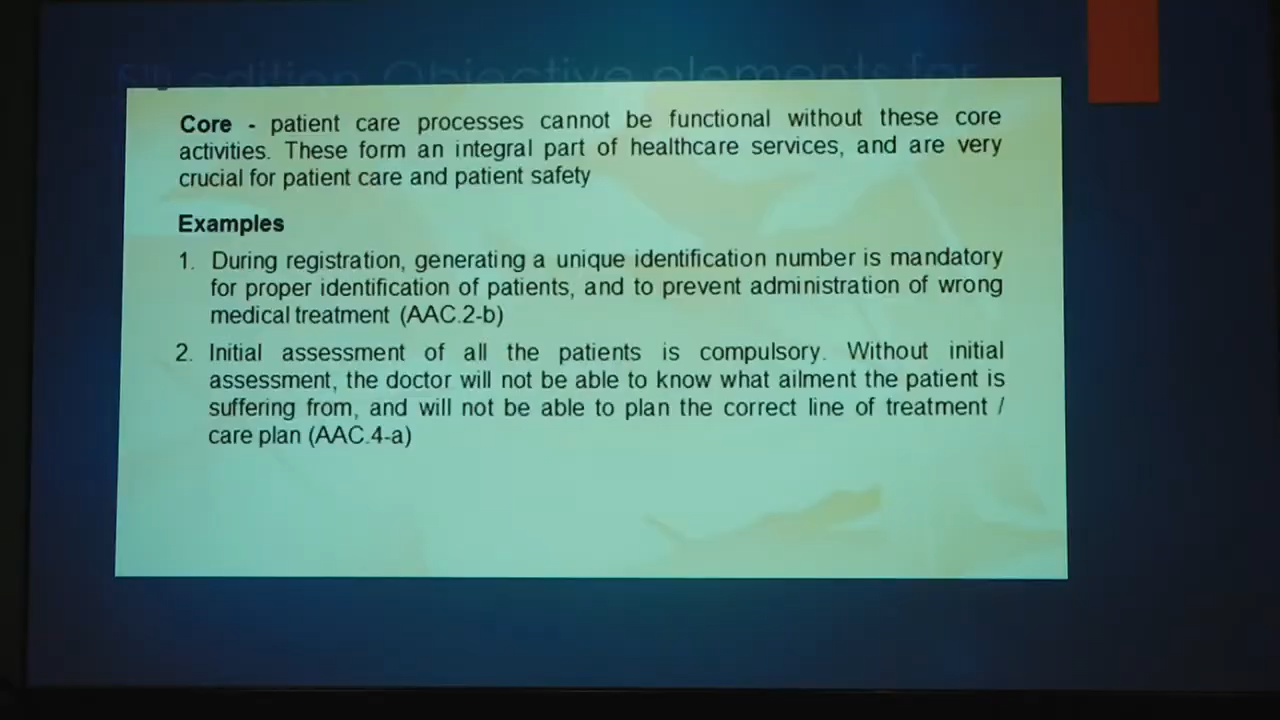 5th edition Objective elements for
Core - patient care processes cannot be functional without these core
activities. These form an integral part of healthcare services, and are very
crucial for patient care and patient safety
Examples
1. During registration, generating a unique identification number is mandatory
for proper identification of patients, and to prevent administration of wrong
medical treatment (AAC.2-b)
2. Initial assessment of all the patients is compulsory. Without initial
assessment, the doctor will not be able to know what ailment the patient is
suffering from, and will not be able to plan the correct line of treatment /
care plan (AAC.4-a)